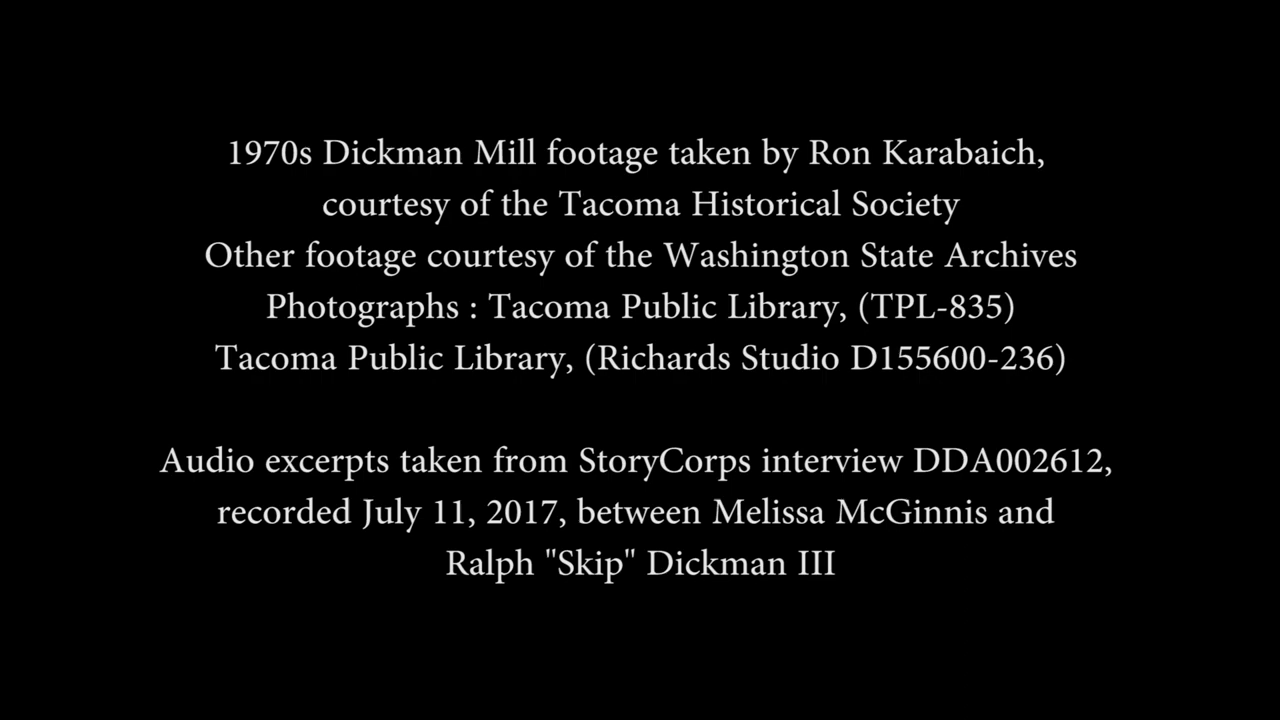 1970s Dickman Mill footage taken by Ron Karabaich,
courtesy of the Tacoma Historical Society
Other footage courtesy of the Washington State Archives
Photographs : Tacoma Public Library, (TPL-835)
Tacoma Public Library, (Richards Studio D155600-236)
Audio excerpts taken from StoryCorps interview DDA002612,
recorded July 11, 2017, between Melissa McGinnis and
Ralph "Skip" Dickman III